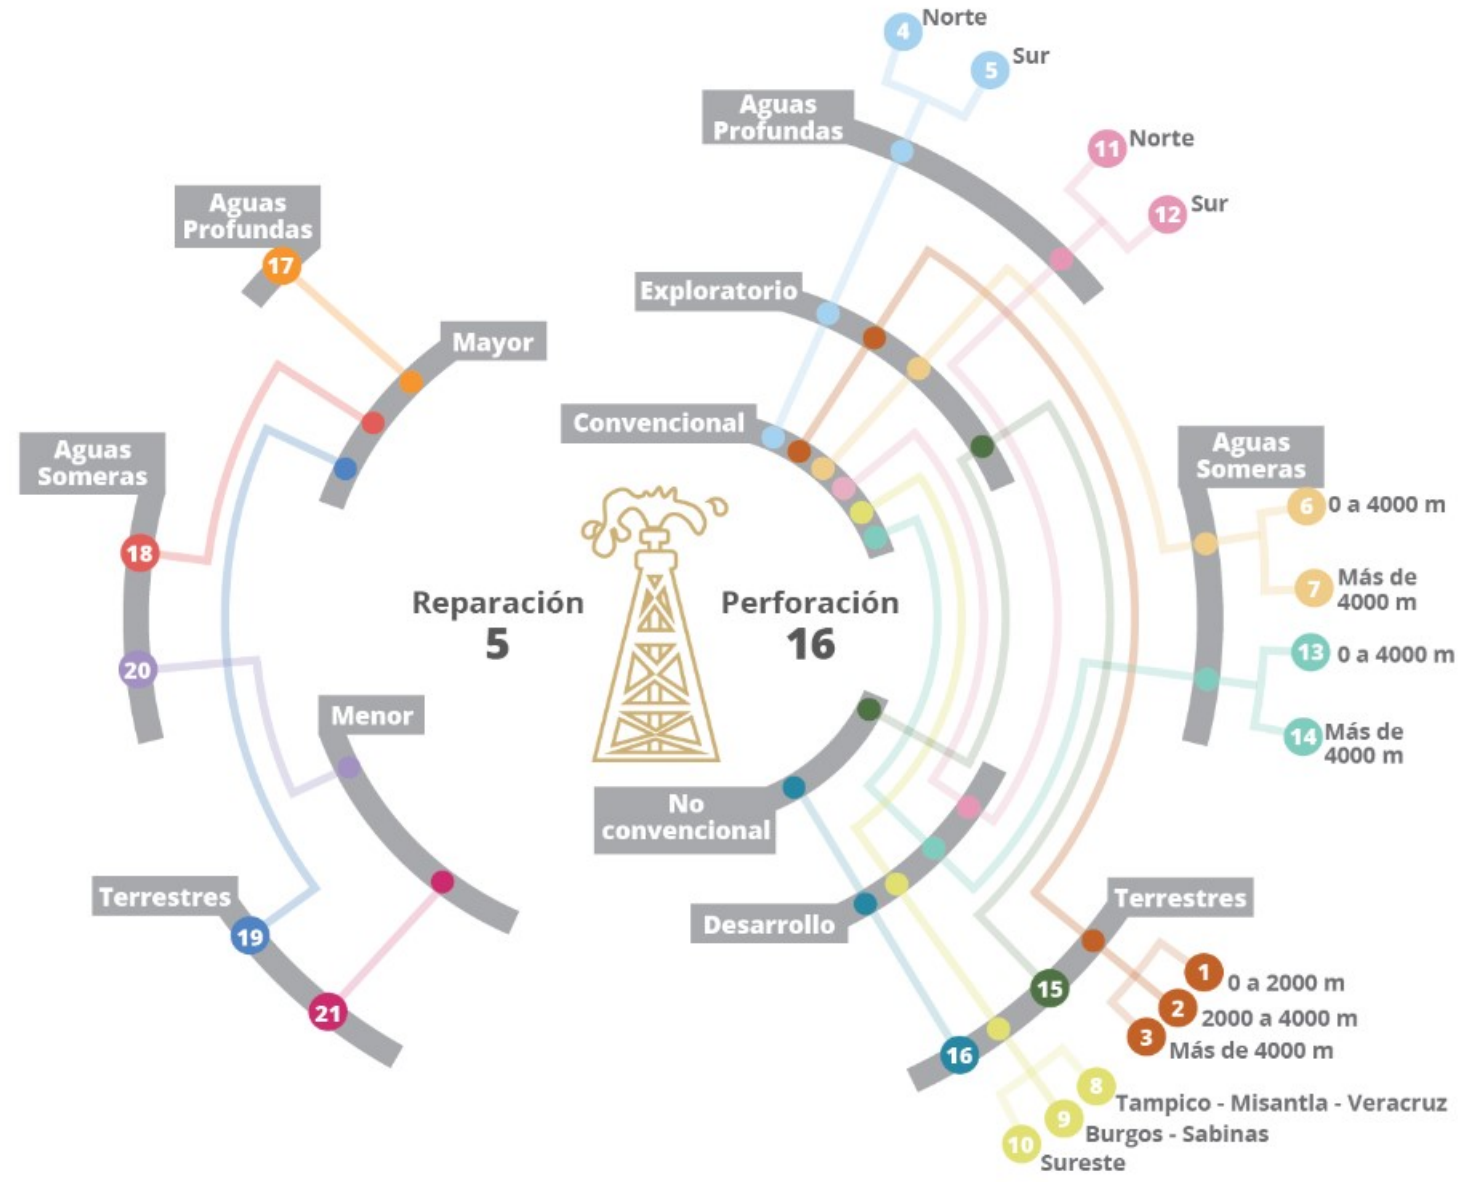 4 Norte
5 Sur
Aguas
Profundas
11 Norte
12 Sur
Aguas
Profundas
17
Exploratorio
Mayor
Convencional
Aguas
Someras
18
20
Aguas
Someras
6 0 a 4000 m
7 Más de
4000 m
13 0 a 4000 m
14 Más de
4000 m
Reparación
5
Perforación
16
Menor
No
convencional
Terrestres
19
21
Desarrollo
Terrestres
15
16
1 0 a 2000 m
2 2000 a 4000 m
3 Más de 4000 m
8 Tampico - Misantla - Veracruz
9 Burgos - Sabinas
10 Sureste